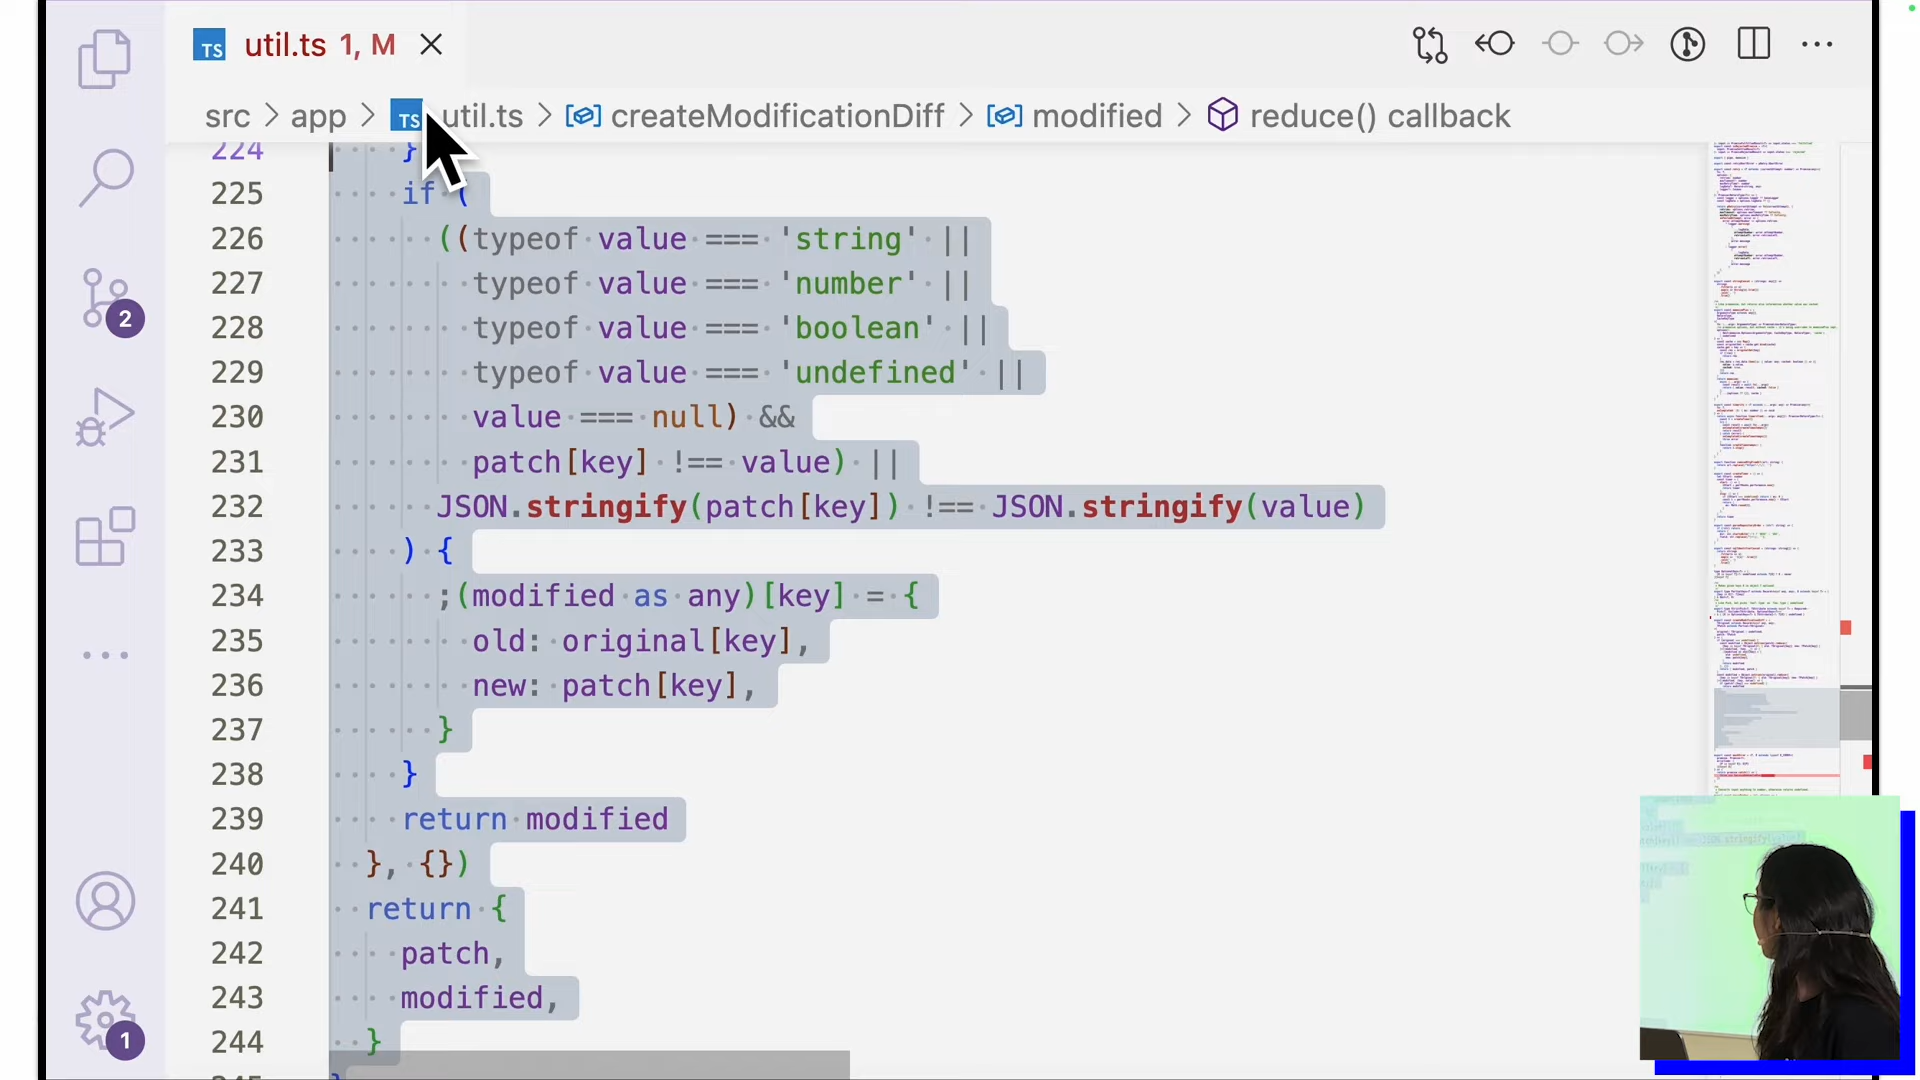 TS util.ts 1, M
src > app > TS util.ts > createModificationDiff > modified > reduce() callback
224 }
225 if (
226 ((typeof value === 'string' ||
227 typeof value === 'number' ||
228 typeof value === 'boolean' ||
229 typeof value === 'undefined' ||
230 value === null) &&
231 patch[key] !== value) ||
232 JSON.stringify(patch[key]) !== JSON.stringify(value)
233 ) {
234 ;(modified as any)[key] = {
235 old: original[key],
236 new: patch[key],
237 }
238 }
239 return modified
240 }, {})
241 return {
242 patch,
243 modified,
244 }
2
1